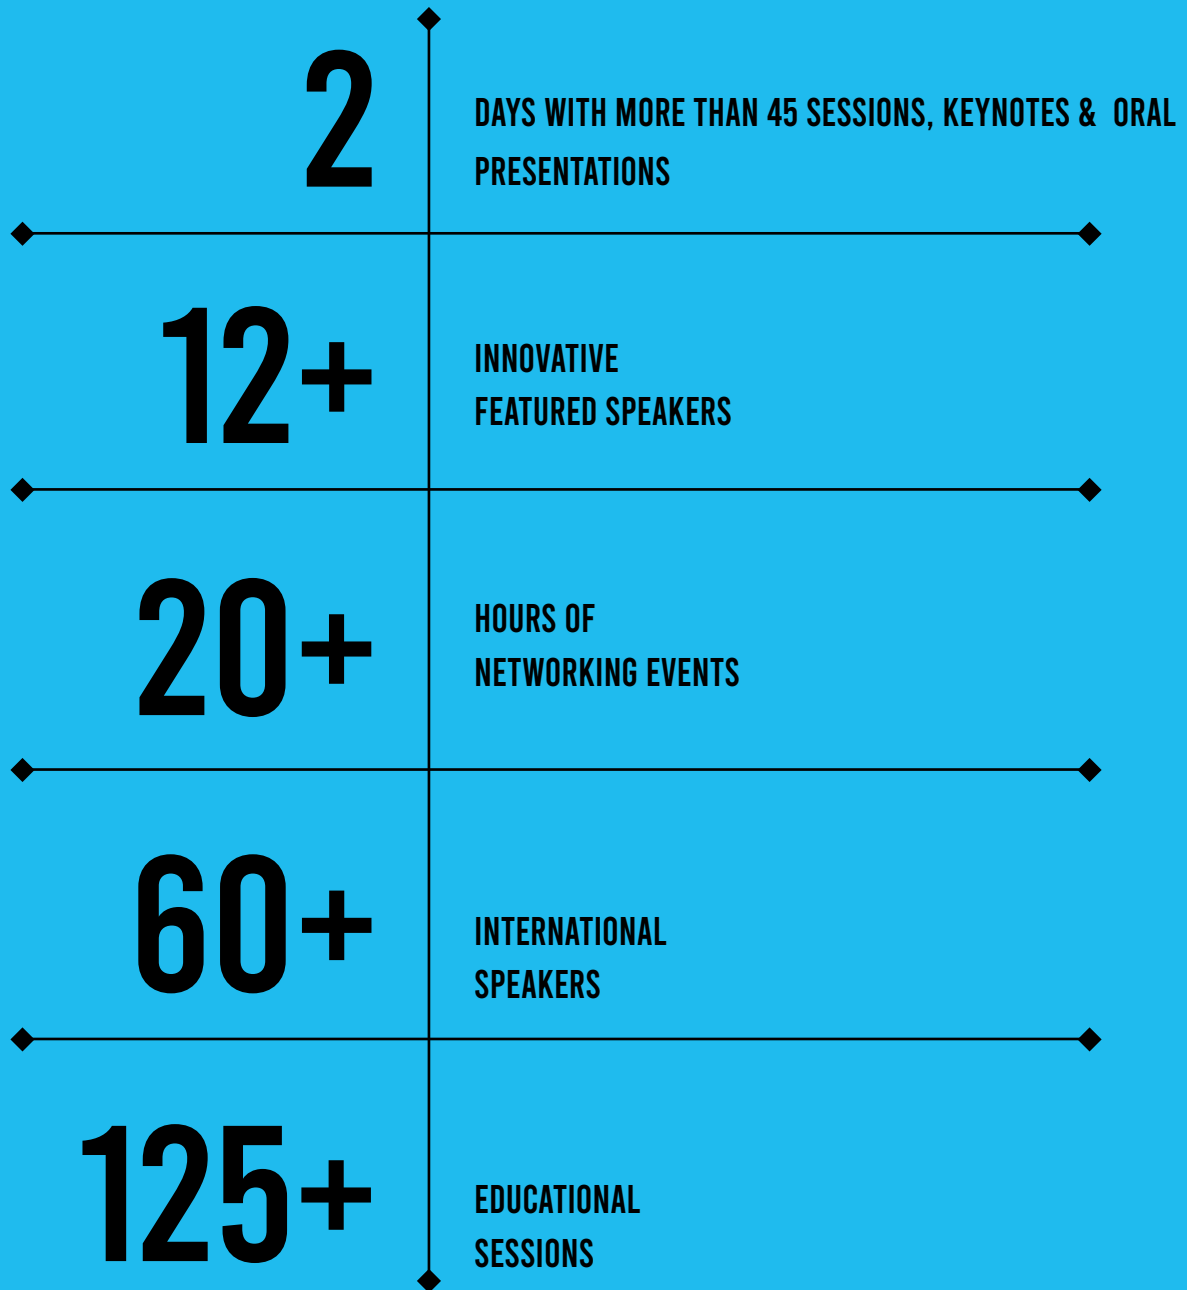 2
DAYS WITH MORE THAN 45 SESSIONS, KEYNOTES & ORAL
PRESENTATIONS
12+
INNOVATIVE
FEATURED SPEAKERS
20+
HOURS OF
NETWORKING EVENTS
60+
INTERNATIONAL
SPEAKERS
125+
EDUCATIONAL
SESSIONS